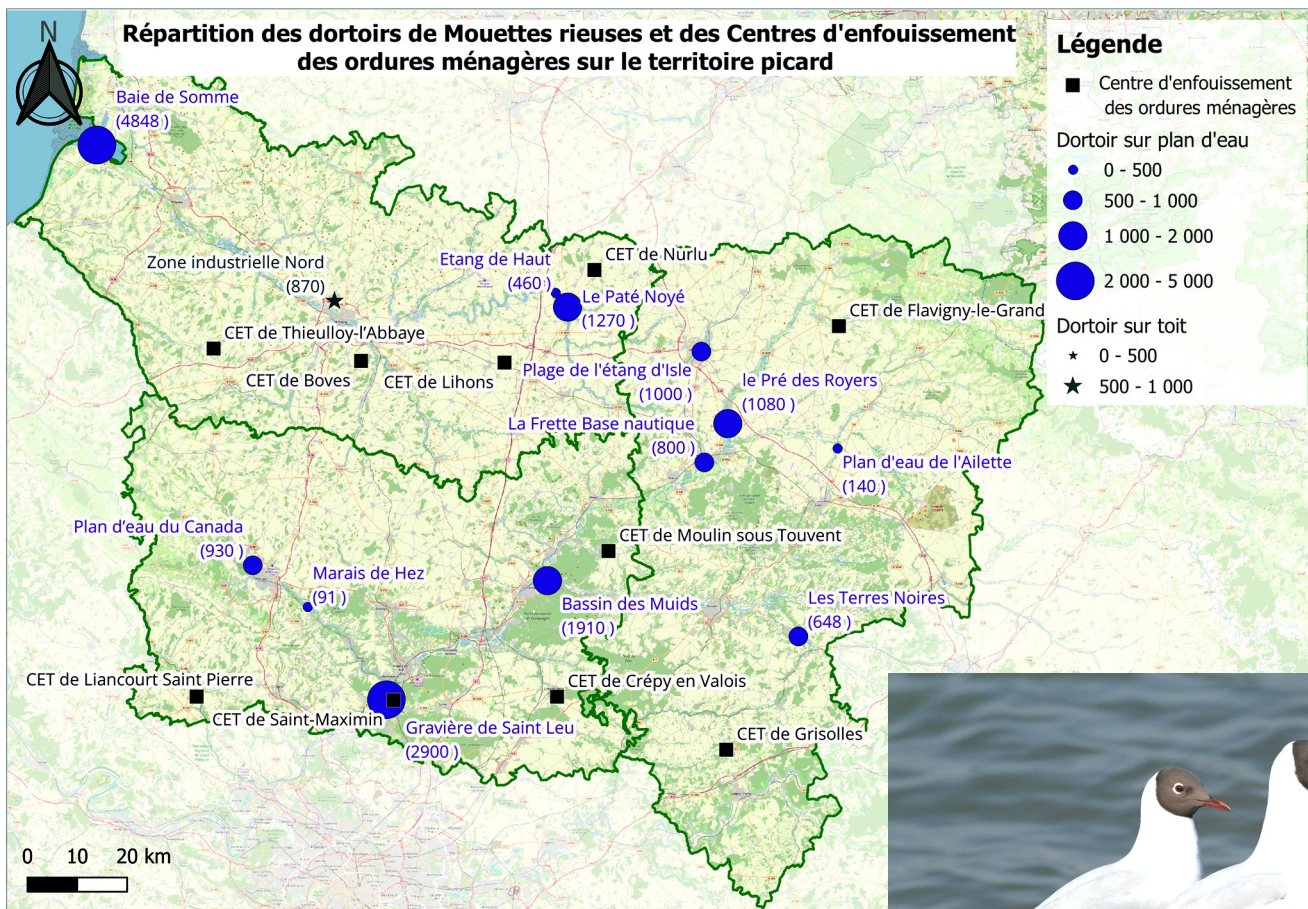 Répartition des dortoirs de Mouettes rieuses et des Centres d'enfouissement
des ordures ménagères sur le territoire picard
N
Légende
Centre d'enfouissement
des ordures ménagères
Dortoir sur plan d'eau
0 - 500
500 - 1 000
1 000 - 2 000
2 000 - 5 000
Dortoir sur toit
0 - 500
500 - 1 000
Baie de Somme
(4848 )
Zone industrielle Nord
(870)
Etang de Haut
(460 )
CET de Nurlu
Le Paté Noyé
(1270 )
CET de Flavigny-le-Grand
CET de Thieulloy-l'Abbaye
CET de Boves
CET de Lihons
Plage de l'étang d'Isle
(1000 )
le Pré des Royers
(1080 )
La Frette Base nautique
(800 )
Plan d'eau de l'Ailette
(140 )
Plan d’eau du Canada
(930 )
CET de Moulin sous Touvent
Marais de Hez
(91 )
Bassin des Muids
(1910 )
Les Terres Noires
(648 )
CET de Liancourt Saint Pierre
CET de Crépy en Valois
CET de Saint-Maximin
Gravière de Saint Leu
(2900 )
CET de Grisolles
0 10 20 km